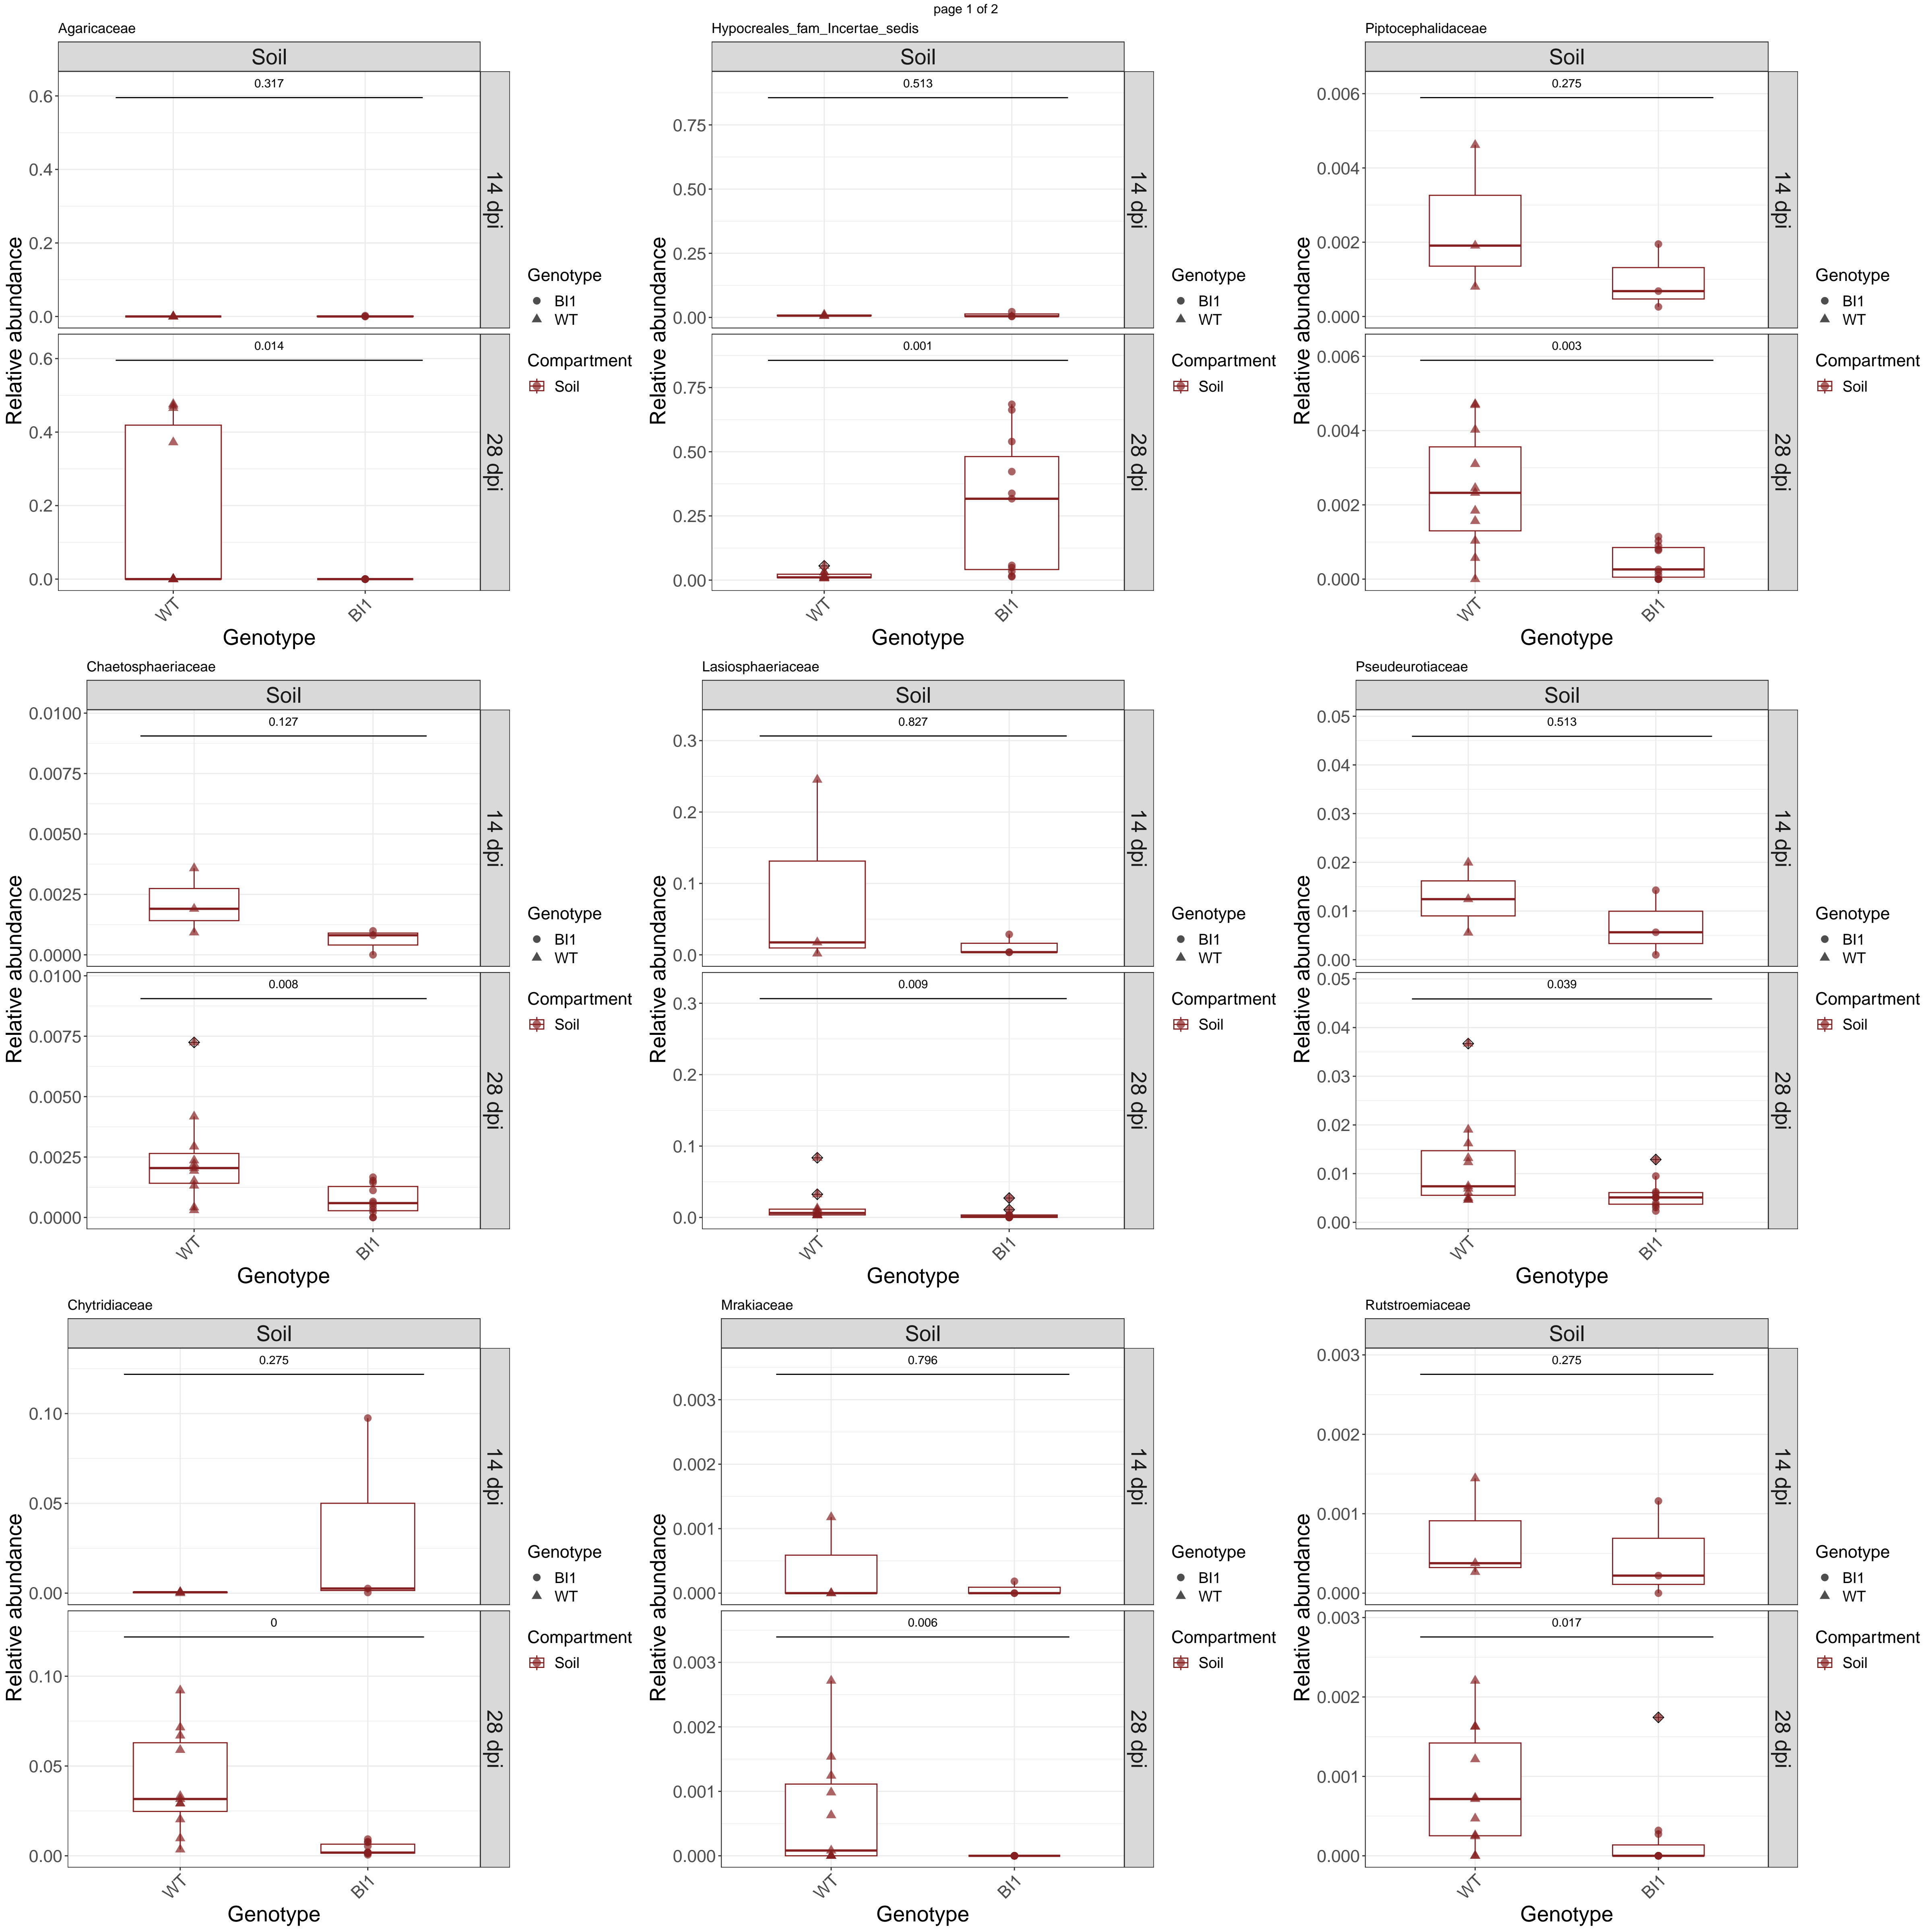 page 1 of 2
Agaricaceae
Soil
0.317
0.6
0.4
0.2
0.0
14 dpi
0.014
0.6
0.4
0.2
0.0
28 dpi
Relative abundance
WT
BI1
Genotype
Genotype
BI1
WT
Compartment
Soil
Hypocreales_fam_Incertae_sedis
Soil
0.513
0.75
0.50
0.25
0.00
14 dpi
0.001
0.75
0.50
0.25
0.00
28 dpi
Relative abundance
WT
BI1
Genotype
Genotype
BI1
WT
Compartment
Soil
Piptocephalidaceae
Soil
0.275
0.006
0.004
0.002
0.000
14 dpi
0.003
0.006
0.004
0.002
0.000
28 dpi
Relative abundance
WT
BI1
Genotype
Genotype
BI1
WT
Compartment
Soil
Chaetosphaeriaceae
Soil
0.127
0.0100
0.0075
0.0050
0.0025
0.0000
14 dpi
0.008
0.0100
0.0075
0.0050
0.0025
0.0000
28 dpi
Relative abundance
WT
BI1
Genotype
Genotype
BI1
WT
Compartment
Soil
Lasiosphaeriaceae
Soil
0.827
0.3
0.2
0.1
0.0
14 dpi
0.009
0.3
0.2
0.1
0.0
28 dpi
Relative abundance
WT
BI1
Genotype
Genotype
BI1
WT
Compartment
Soil
Pseudeurotiaceae
Soil
0.513
0.05
0.04
0.03
0.02
0.01
0.00
14 dpi
0.039
0.05
0.04
0.03
0.02
0.01
0.00
28 dpi
Relative abundance
WT
BI1
Genotype
Genotype
BI1
WT
Compartment
Soil
Chytridiaceae
Soil
0.275
0.10
0.05
0.00
14 dpi
0
0.10
0.05
0.00
28 dpi
Relative abundance
WT
BI1
Genotype
Genotype
BI1
WT
Compartment
Soil
Mrakiaceae
Soil
0.796
0.003
0.002
0.001
0.000
14 dpi
0.006
0.003
0.002
0.001
0.000
28 dpi
Relative abundance
WT
BI1
Genotype
Genotype
BI1
WT
Compartment
Soil
Rutstroemiaceae
Soil
0.275
0.003
0.002
0.001
0.000
14 dpi
0.017
0.003
0.002
0.001
0.000
28 dpi
Relative abundance
WT
BI1
Genotype
Genotype
BI1
WT
Compartment
Soil